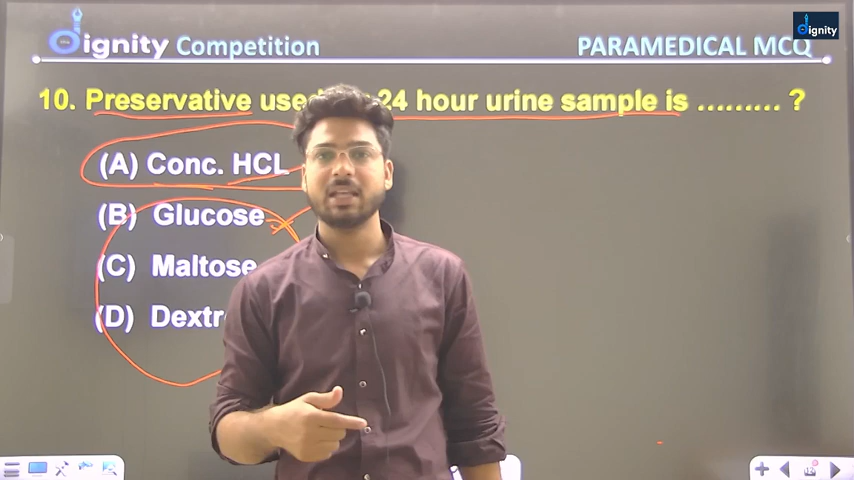 dignity Competition
PARAMEDICAL MCQ
dignity
10. Preservative use 24 hour urine sample is ......... ?
(A) Conc. HCL
(B) Glucose
(C) Maltose
(D) Dextr